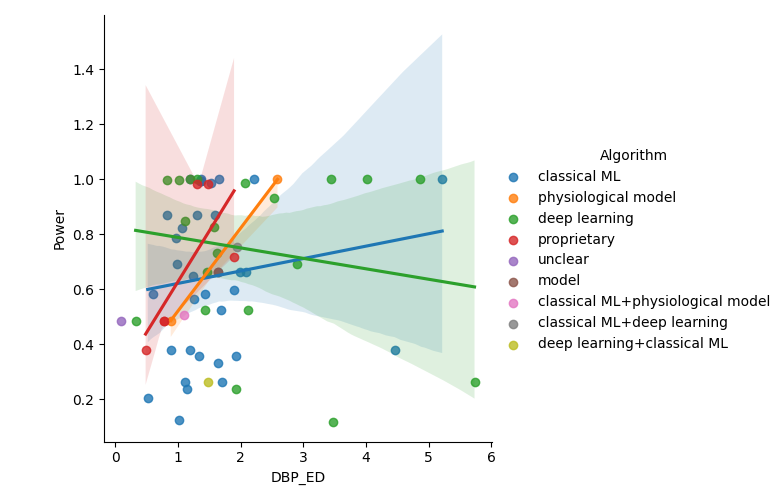 1.4
1.2
1.0
0.8
0.6
0.4
0.2
Power
0 1 2 3 4 5 6
DBP_ED
Algorithm
classical ML
physiological model
deep learning
proprietary
unclear
model
classical ML+physiological model
classical ML+deep learning
deep learning+classical ML